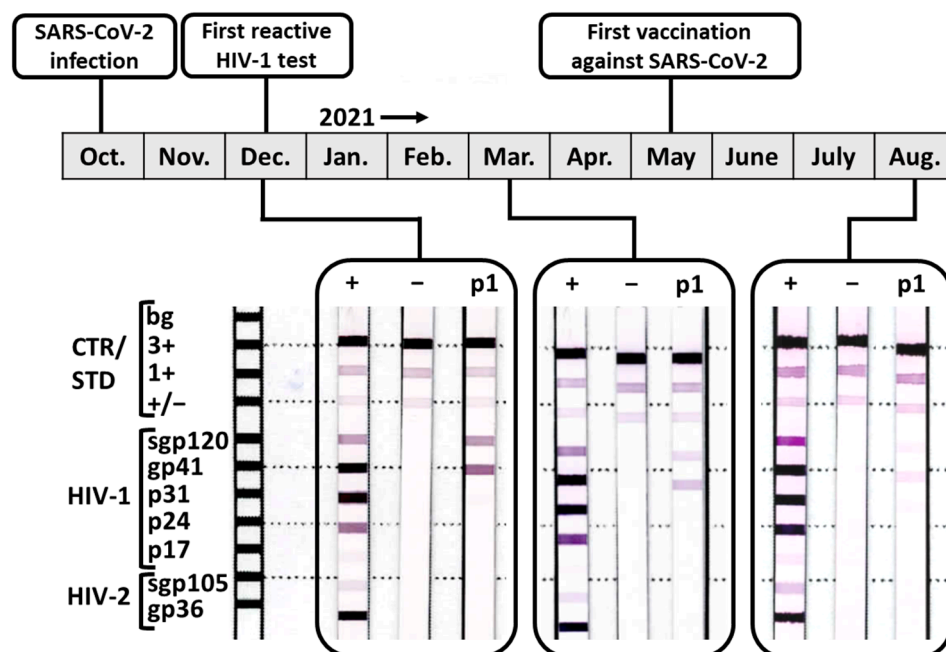 SARS-CoV-2
infection
First reactive
HIV-1 test
First vaccination
against SARS-CoV-2
2021
Oct. Nov. Dec. Jan. Feb. Mar. Apr. May June July Aug.
+ − p1 + − p1 + − p1
CTR/
STD
bg
3+
1+
+/−
HIV-1
sgp120
gp41
p31
p24
p17
HIV-2
sgp105
gp36